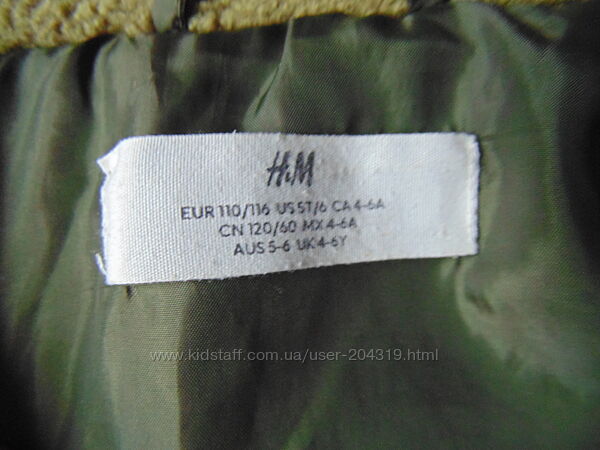 H&M
EUR 110/116 US 5T/6 CA 4-6A
CN 120/60 MX 4-6A
AUS 5-6 UK 4-6Y
www.kidstaff.com.ua/user-204319.html